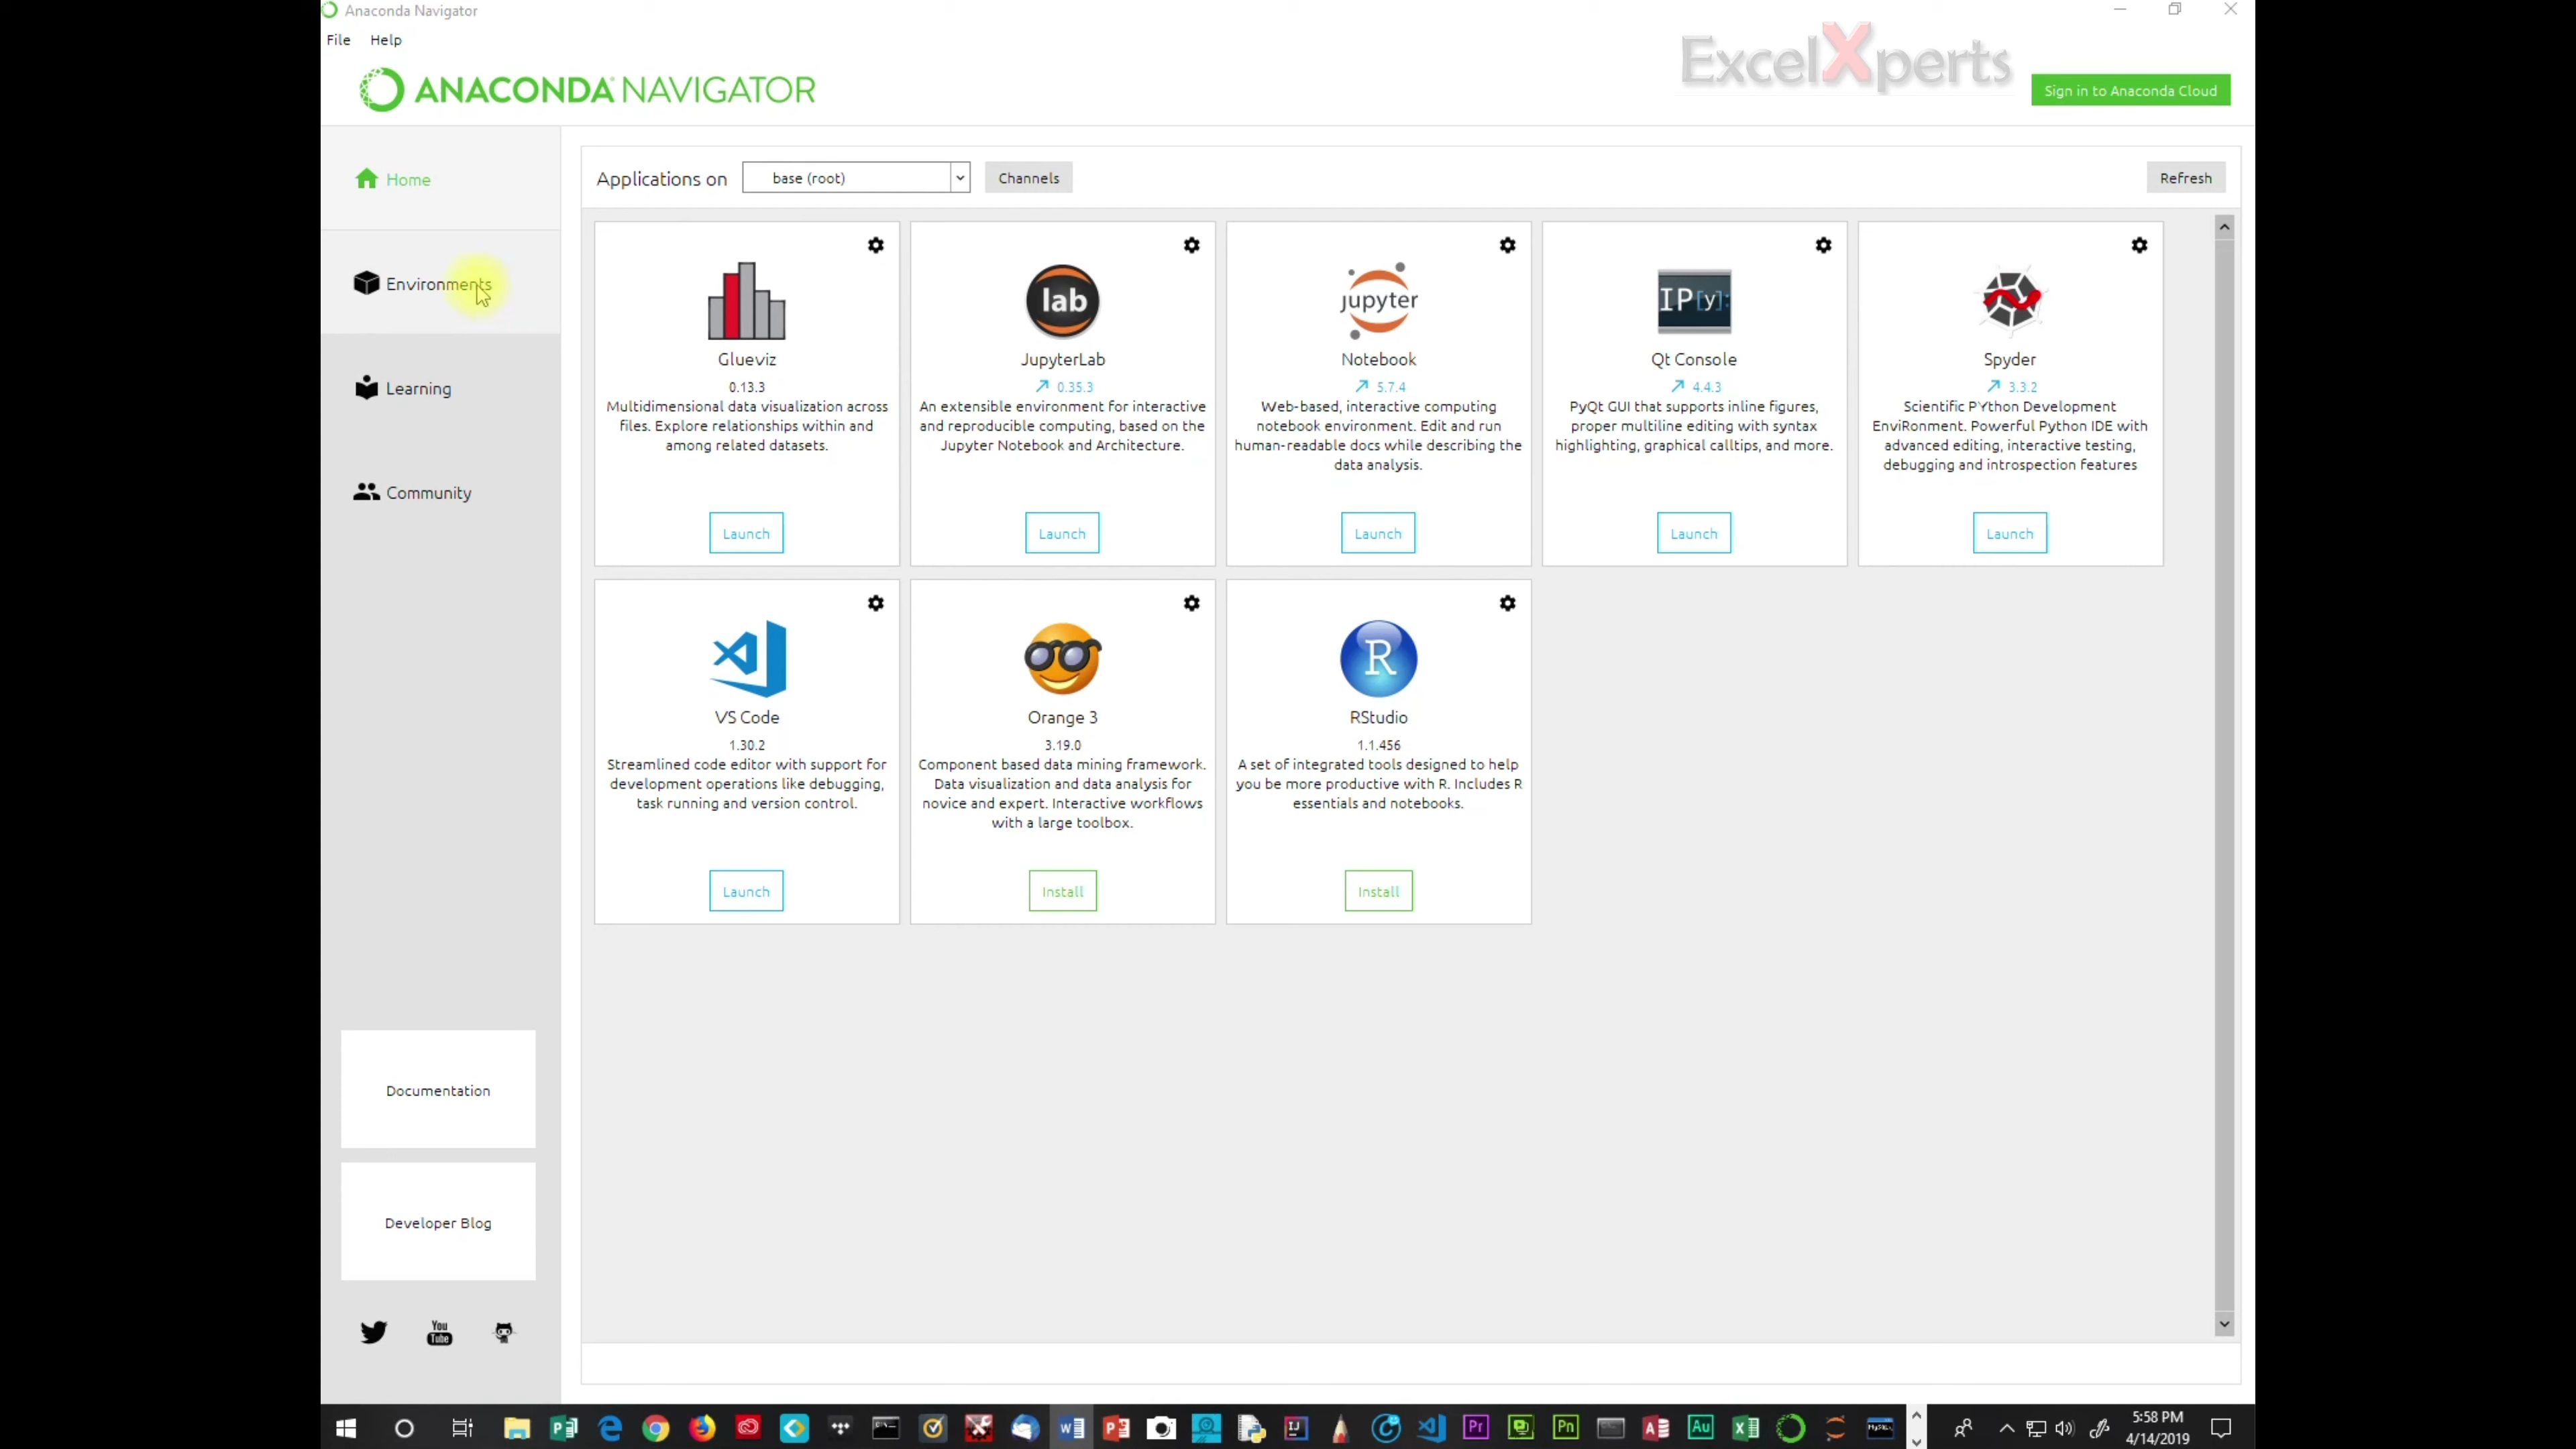 Anaconda Navigator
File Help
ANACONDA NAVIGATOR
ExcelXperts
Sign in to Anaconda Cloud
Home
Environments
Learning
Community
Documentation
Developer Blog
You
Tube
Applications on base (root) Channels Refresh
Glueviz
0.13.3
Multidimensional data visualization across
files. Explore relationships within and
among related datasets.
Launch
lab
JupyterLab
0.35.3
An extensible environment for interactive
and reproducible computing, based on the
Jupyter Notebook and Architecture.
Launch
jupyter
Notebook
5.7.4
Web-based, interactive computing
notebook environment. Edit and run
human-readable docs while describing the
data analysis.
Launch
IP[y]:
Qt Console
4.4.3
PyQt GUI that supports inline figures,
proper multiline editing with syntax
highlighting, graphical calltips, and more.
Launch
Spyder
3.3.2
Scientific PYthon Development
EnviRonment. Powerful Python IDE with
advanced editing, interactive testing,
debugging and introspection features
Launch
VS Code
1.30.2
Streamlined code editor with support for
development operations like debugging,
task running and version control.
Launch
Orange 3
3.19.0
Component based data mining framework.
Data visualization and data analysis for
novice and expert. Interactive workflows
with a large toolbox.
Install
R
RStudio
1.1.456
A set of integrated tools designed to help
you be more productive with R. Includes R
essentials and notebooks.
Install
5:58 PM
4/14/2019